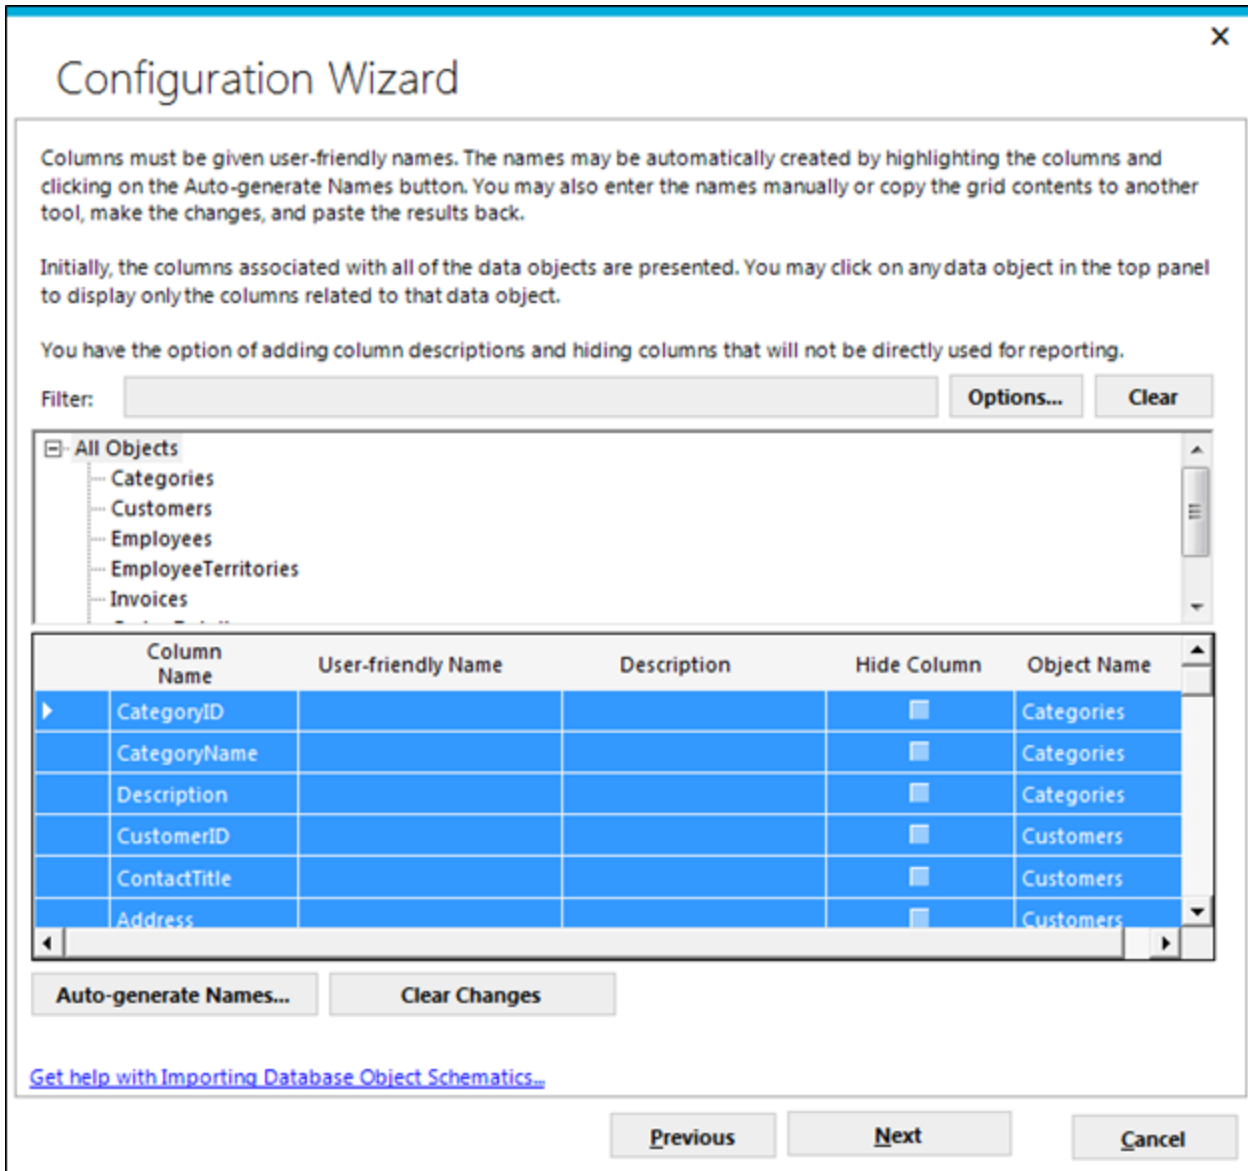 Configuration Wizard
Columns must be given user-friendly names. The names may be automatically created by highlighting the columns and
clicking on the Auto-generate Names button. You may also enter the names manually or copy the grid contents to another
tool, make the changes, and paste the results back.
Initially, the columns associated with all of the data objects are presented. You may click on any data object in the top panel
to display only the columns related to that data object.
You have the option of adding column descriptions and hiding columns that will not be directly used for reporting.
Filter: Options... Clear
All Objects
Categories
Customers
Employees
EmployeeTerritories
Invoices
Column
Name User-friendly Name Description Hide Column Object Name
CategoryID Categories
CategoryName Categories
Description Categories
CustomerID Customers
ContactTitle Customers
Address Customers
Auto-generate Names... Clear Changes
Get help with Importing Database Object Schematics...
Previous Next Cancel